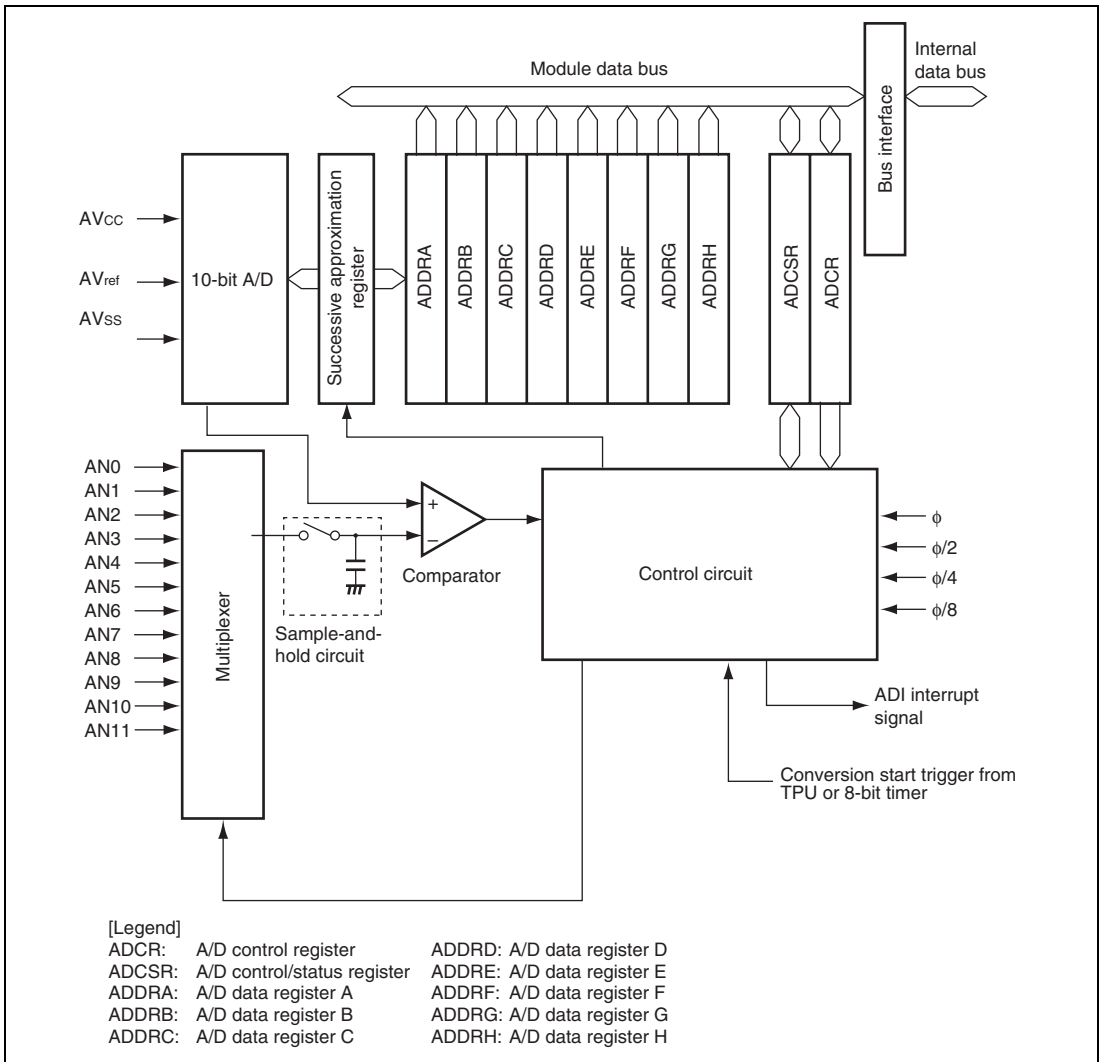 Module data bus
Internal
data bus
Bus interface
AVCC
AVref
AVSS
10-bit A/D
Successive approximation
register
ADDRA
ADDRB
ADDRC
ADDRD
ADDRE
ADDRF
ADDRG
ADDRH
ADCSR
ADCR
AN0
AN1
AN2
AN3
AN4
AN5
AN6
AN7
AN8
AN9
AN10
AN11
Multiplexer
+
−
Comparator
Sample-and-
hold circuit
Control circuit
ϕ
ϕ/2
ϕ/4
ϕ/8
ADI interrupt
signal
Conversion start trigger from
TPU or 8-bit timer
[Legend]
ADCR: A/D control register
ADCSR: A/D control/status register
ADDRA: A/D data register A
ADDRB: A/D data register B
ADDRC: A/D data register C
ADDRD: A/D data register D
ADDRE: A/D data register E
ADDRF: A/D data register F
ADDRG: A/D data register G
ADDRH: A/D data register H